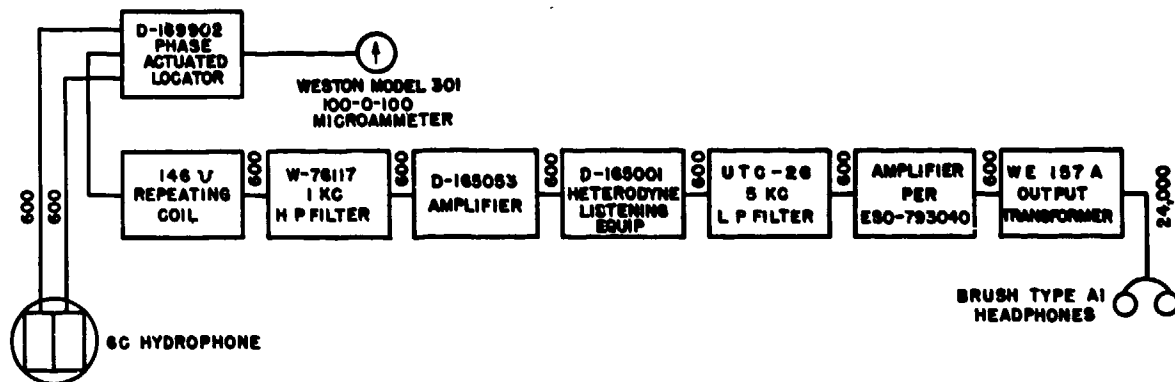 D-169902
PHASE
ACTUATED
LOCATOR
WESTON MODEL 301
100-0-100
MICROAMMETER
146 U
REPEATING
COIL
600
W-76117
1 KC
H P FILTER
600
D-165053
AMPLIFIER
600
D-165001
HETERODYNE
LISTENING
EQUIP
600
UTC-26
5 KC
L P FILTER
600
AMPLIFIER
PER
ESO-793040
600
WE 157 A
OUTPUT
TRANSFORMER
24,000
600
600
BRUSH TYPE A1
HEADPHONES
6C HYDROPHONE